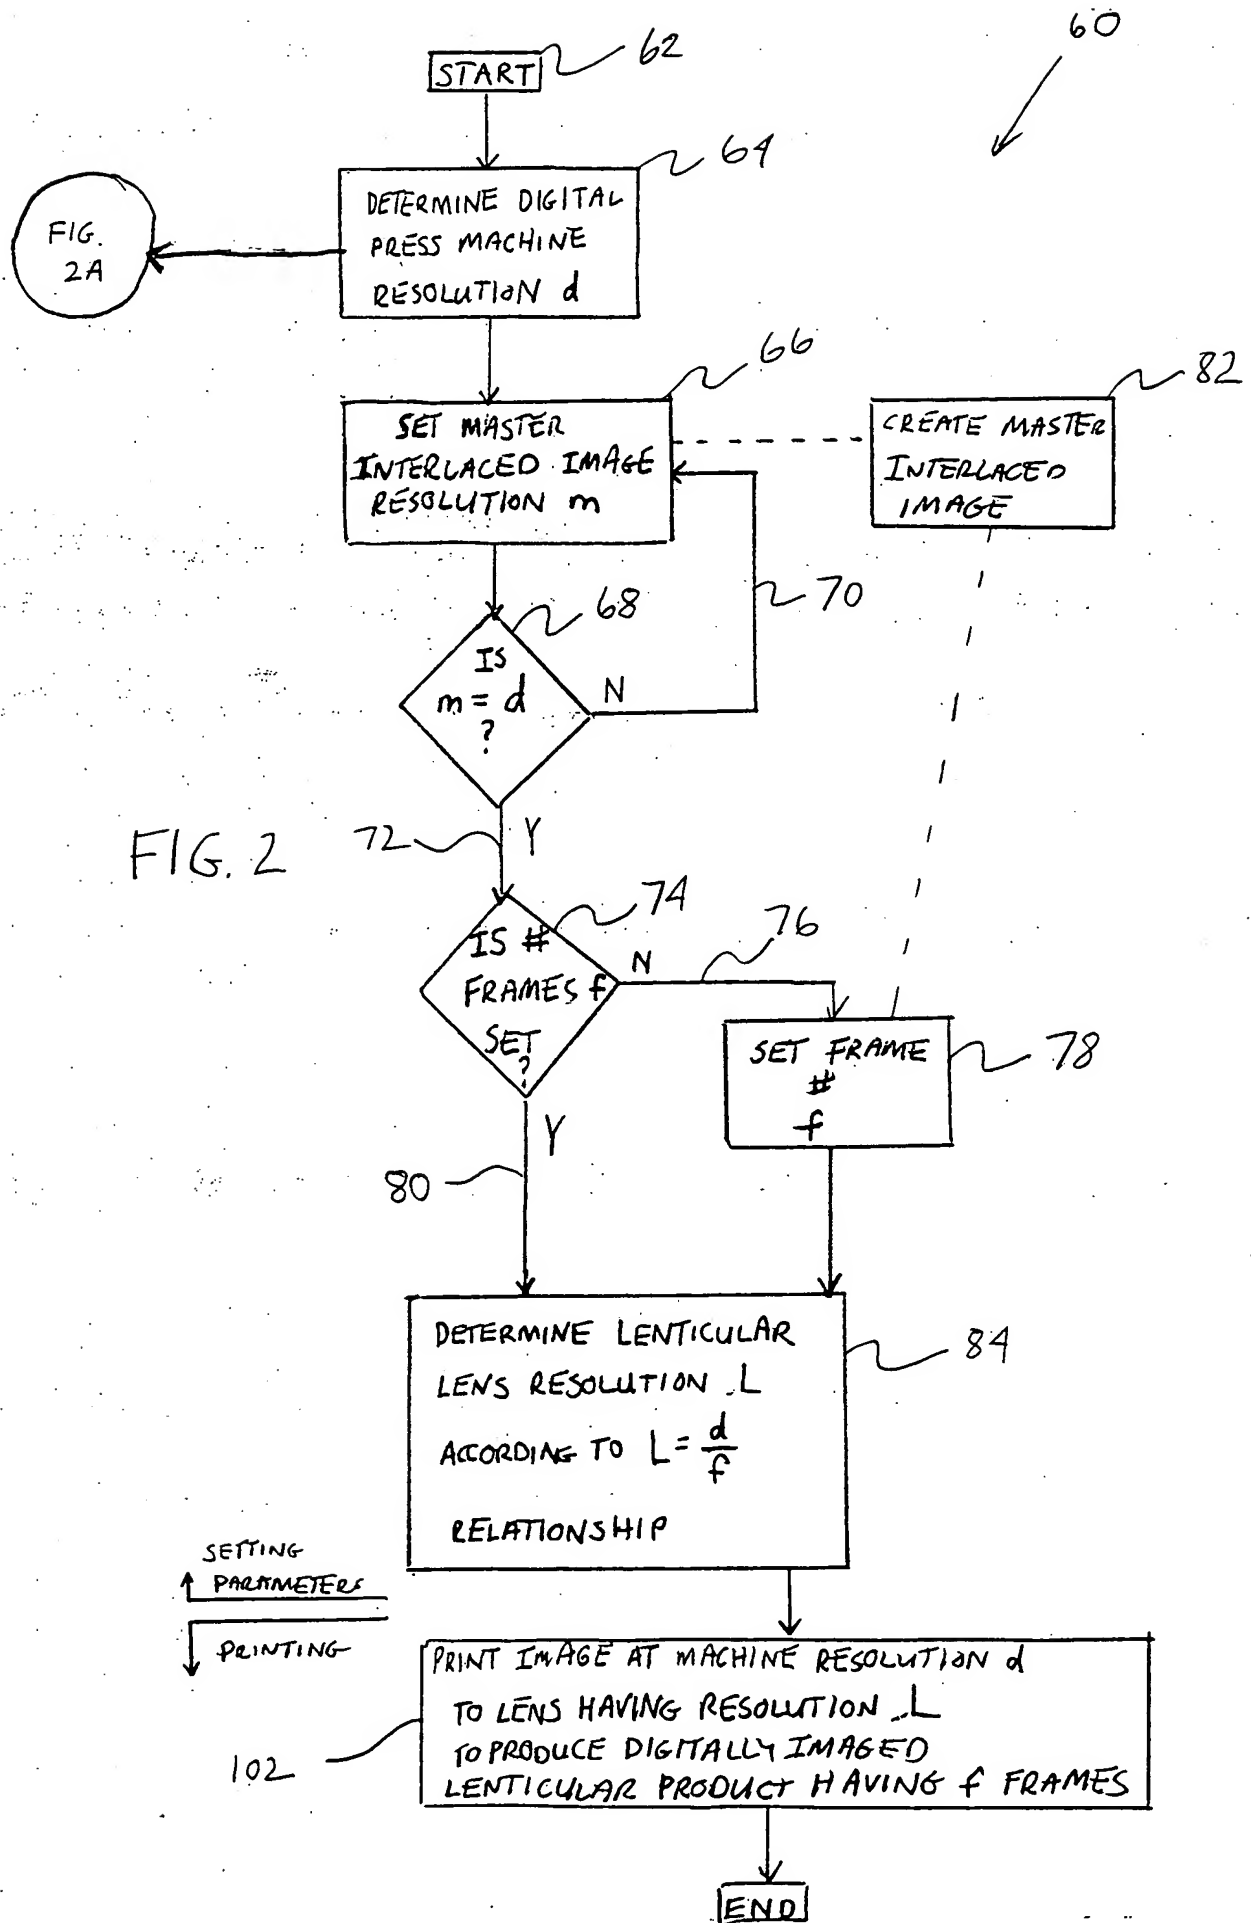 60
62
START
64
DETERMINE DIGITAL
PRESS MACHINE
RESOLUTION d
FIG.
2A
66
SET MASTER
INTERLACED IMAGE
RESOLUTION m
82
CREATE MASTER
INTERLACED
IMAGE
70
68
IS
m = d
?
N
FIG. 2
72
Y
74
IS #
FRAMES f
SET
?
76
N
SET FRAME
#
f
78
80
Y
DETERMINE LENTICULAR
LENS RESOLUTION L
ACCORDING TO L = d/f
RELATIONSHIP
84
SETTING
PARAMETERS
PRINTING
PRINT IMAGE AT MACHINE RESOLUTION d
TO LENS HAVING RESOLUTION L
TO PRODUCE DIGITALLY IMAGED
LENTICULAR PRODUCT HAVING f FRAMES
102
END